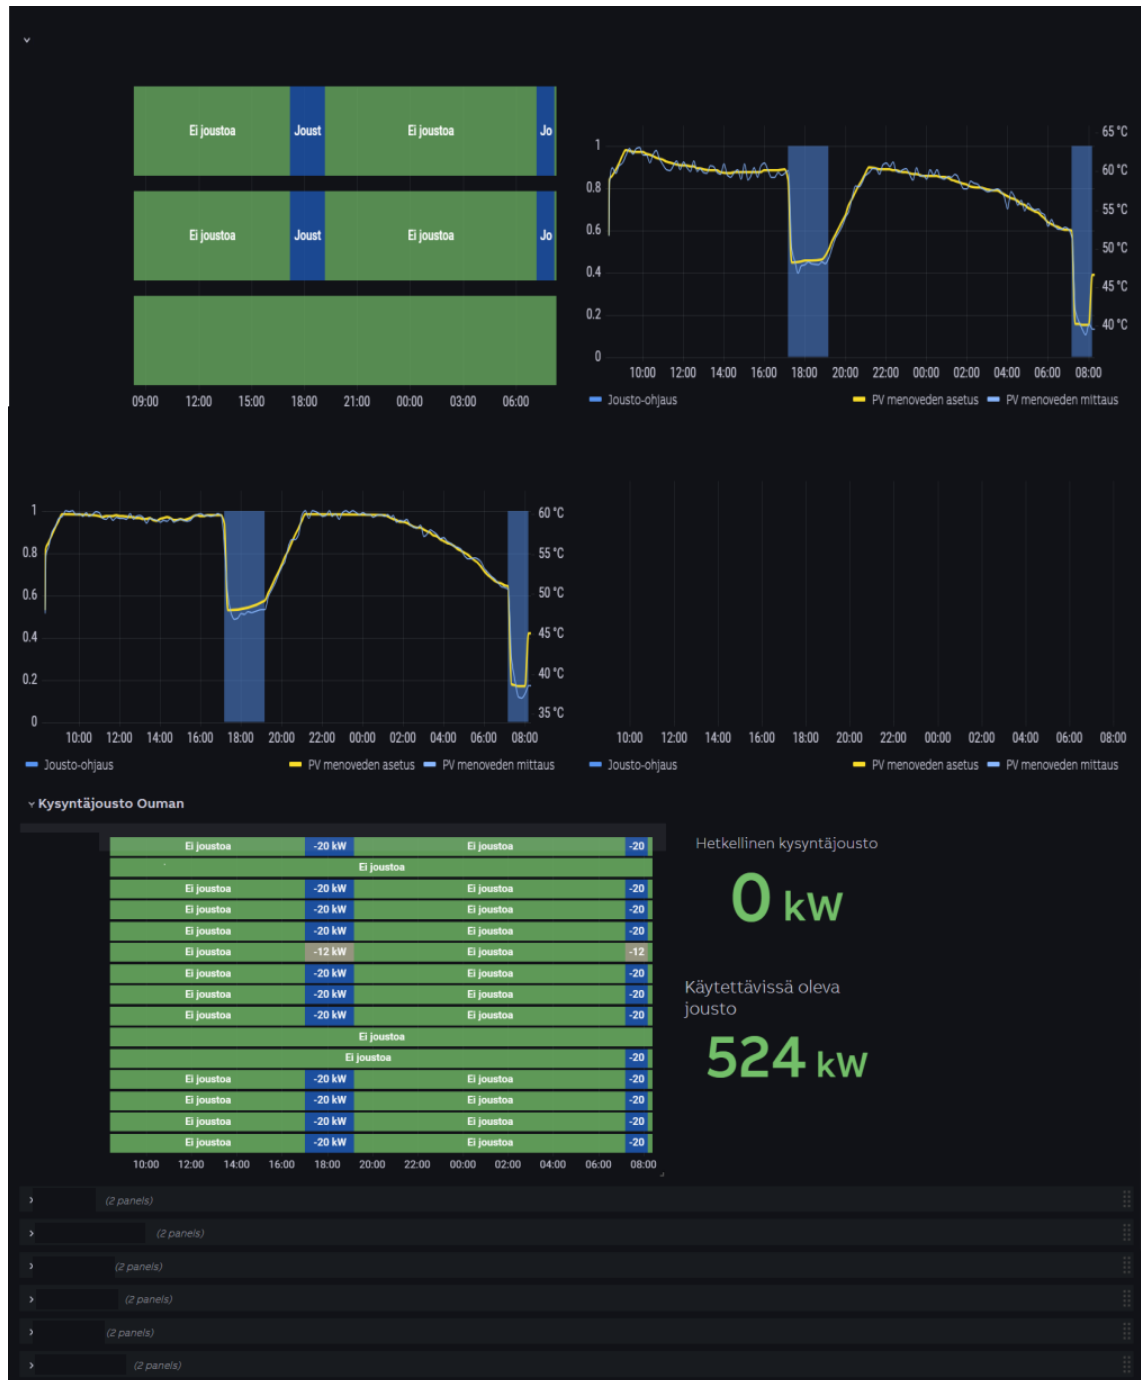 Ei joustoa Joust Ei joustoa Jo
Ei joustoa Joust Ei joustoa Jo
09:00 12:00 15:00 18:00 21:00 00:00 03:00 06:00
1 65 °C
0.8 60 °C
0.6 55 °C
0.4 50 °C
0.2 45 °C
0 40 °C
10:00 12:00 14:00 16:00 18:00 20:00 22:00 00:00 02:00 04:00 06:00 08:00
Jousto-ohjaus PV menoveden asetus PV menoveden mittaus
1 60 °C
0.8 55 °C
0.6 50 °C
0.4 45 °C
0.2 40 °C
0 35 °C
10:00 12:00 14:00 16:00 18:00 20:00 22:00 00:00 02:00 04:00 06:00 08:00
Jousto-ohjaus PV menoveden asetus PV menoveden mittaus
10:00 12:00 14:00 16:00 18:00 20:00 22:00 00:00 02:00 04:00 06:00 08:00
Jousto-ohjaus PV menoveden asetus PV menoveden mittaus
Kysyntäjousto Ouman
Ei joustoa -20 kW Ei joustoa -20
Ei joustoa
Ei joustoa -20 kW Ei joustoa -20
Ei joustoa -20 kW Ei joustoa -20
Ei joustoa -20 kW Ei joustoa -20
Ei joustoa -12 kW Ei joustoa -12
Ei joustoa -20 kW Ei joustoa -20
Ei joustoa -20 kW Ei joustoa -20
Ei joustoa -20 kW Ei joustoa -20
Ei joustoa
Ei joustoa -20
Ei joustoa -20 kW Ei joustoa -20
Ei joustoa -20 kW Ei joustoa -20
Ei joustoa -20 kW Ei joustoa -20
Ei joustoa -20 kW Ei joustoa -20
10:00 12:00 14:00 16:00 18:00 20:00 22:00 00:00 02:00 04:00 06:00 08:00
Hetkellinen kysyntäjousto
0 kW
Käytettävissä oleva
jousto
524 kW
(2 panels)
(2 panels)
(2 panels)
(2 panels)
(2 panels)
(2 panels)